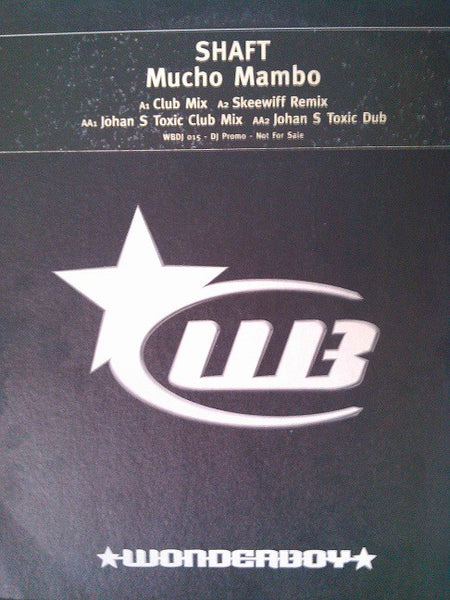 SHAFT
Mucho Mambo
A1 Club Mix A2 Skeewiff Remix
AA1 Johan S Toxic Club Mix AA2 Johan S Toxic Dub
WBDJ 015 - DJ Promo - Not For Sale
WB
★WONDERBOY★